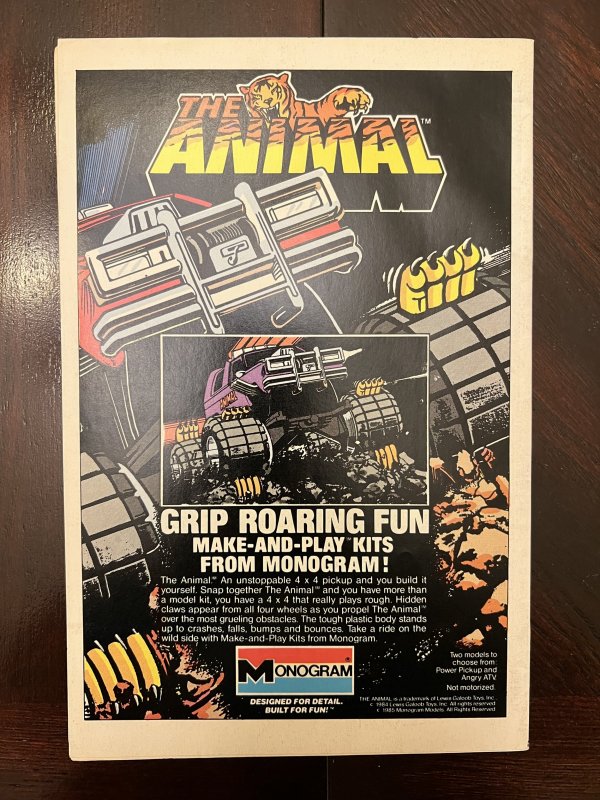 THE
ANIMAL™
ANIMAL
GRIP ROARING FUN
MAKE-AND-PLAY™ KITS
FROM MONOGRAM!
The Animal.™ An unstoppable 4 x 4 pickup and you build it
yourself. Snap together The Animal™ and you have more than
a model kit, you have a 4 x 4 that really plays rough. Hidden
claws appear from all four wheels as you propel The Animal™
over the most grueling obstacles. The tough plastic body stands
up to crashes, falls, bumps and bounces. Take a ride on the
wild side with Make-and-Play Kits from Monogram.
MONOGRAM®
DESIGNED FOR DETAIL.
BUILT FOR FUN!™
Two models to
choose from:
Power Pickup and
Angry ATV
Not motorized.
THE ANIMAL is a trademark of Lewis Galoob Toys, Inc.
© 1984 Lewis Galoob Toys, Inc. All rights reserved
© 1985 Monogram Models. All Rights Reserved